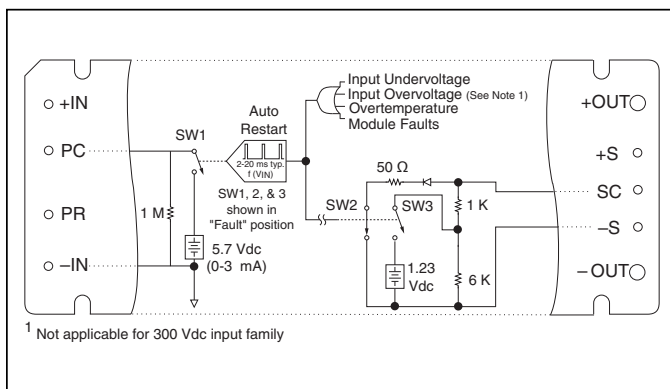 +IN
PC
PR
–IN
SW1
1 M
5.7 Vdc
(0-3 mA)
Auto
Restart
2-20 ms typ.
f (VIN)
SW1, 2, & 3
shown in
"Fault" position
Input Undervoltage
Input Overvoltage (See Note 1)
Overtemperature
Module Faults
50 Ω
SW2
SW3
1 K
1.23
Vdc
6 K
+OUT
+S
SC
–S
–OUT
1 Not applicable for 300 Vdc input family